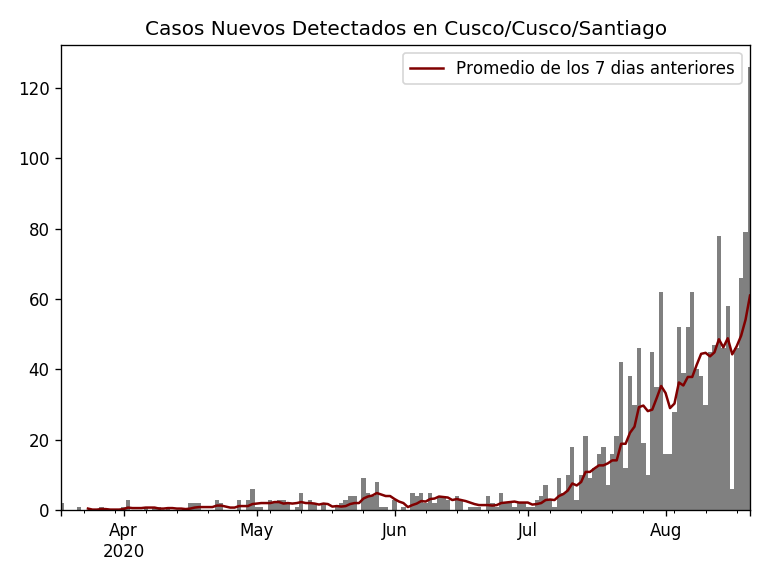 Casos Nuevos Detectados en Cusco/Cusco/Santiago
Promedio de los 7 dias anteriores
120
100
80
60
40
20
0
Apr May Jun Jul Aug
2020